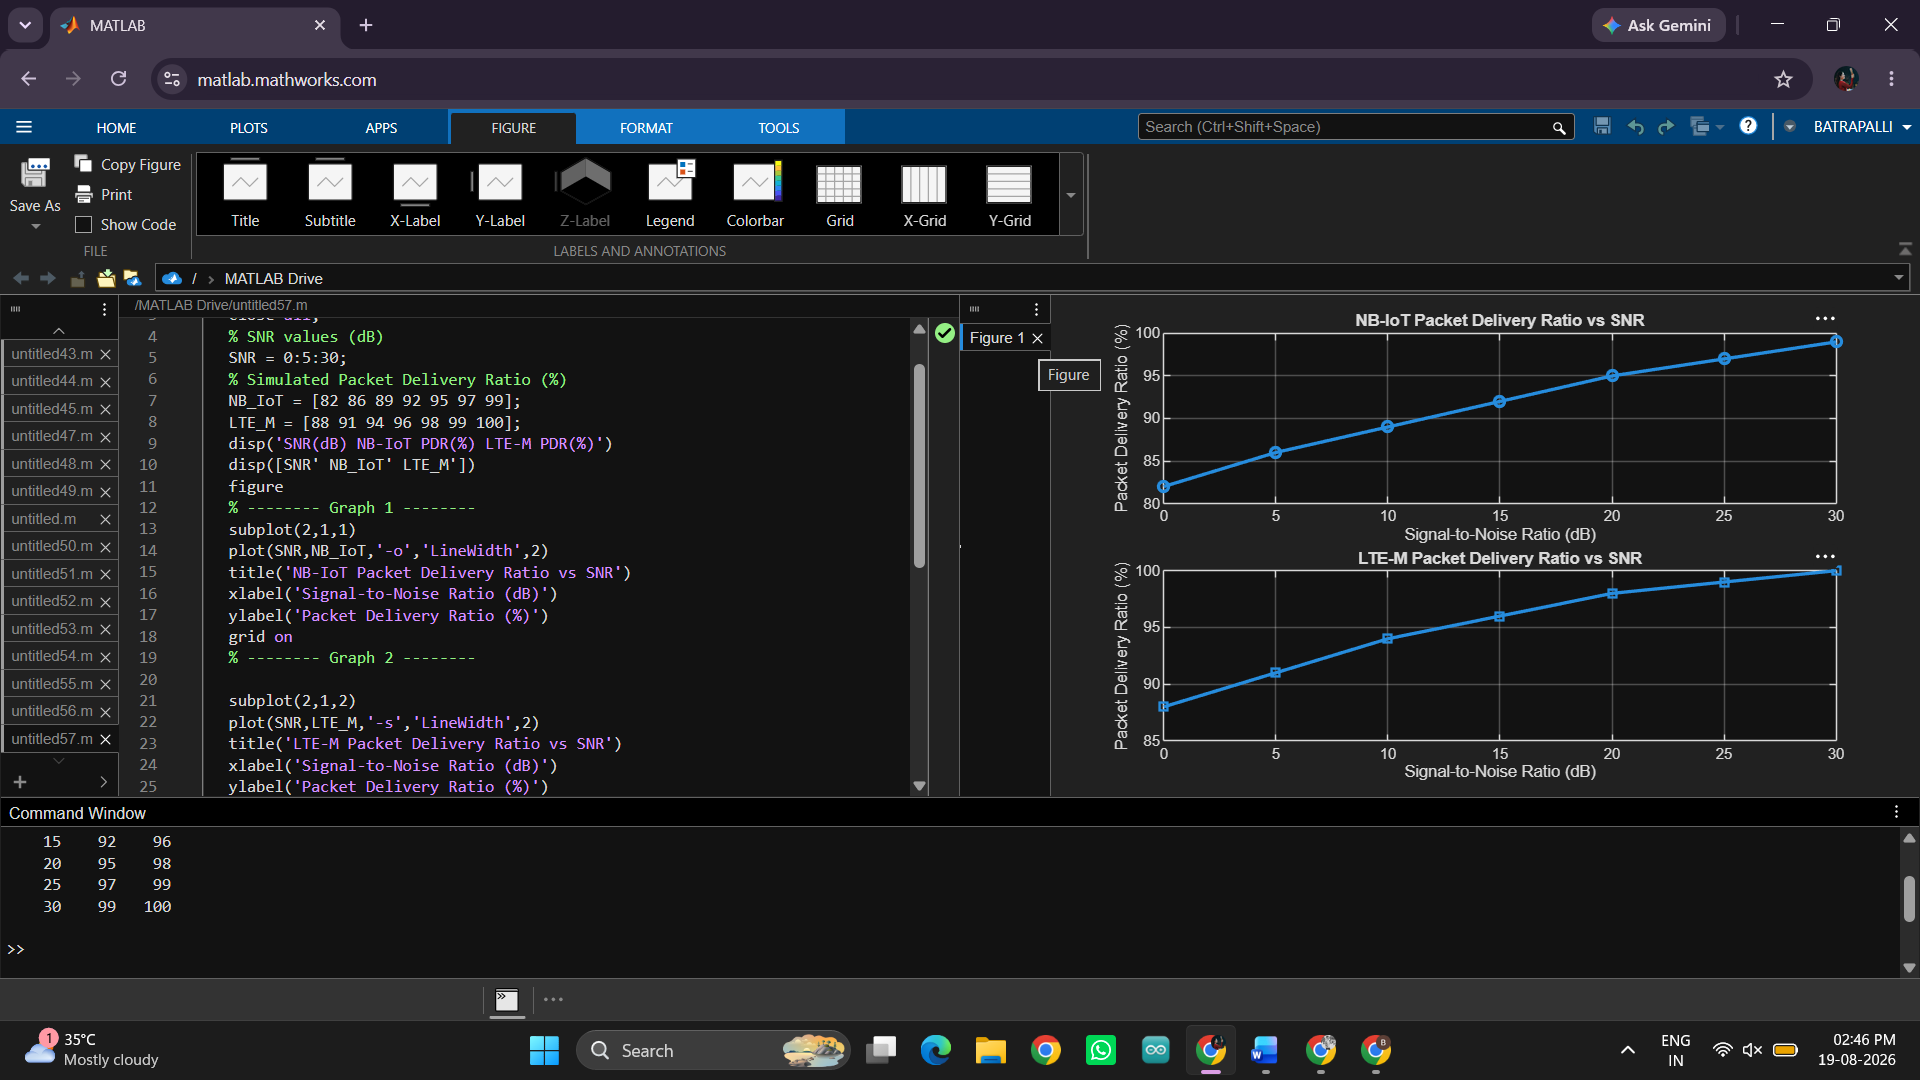 MATLAB
Ask Gemini
matlab.mathworks.com
HOME PLOTS APPS FIGURE FORMAT TOOLS
Search (Ctrl+Shift+Space)
BATRAPALLI
Save As
Copy Figure
Print
Show Code
FILE
Title Subtitle X-Label Y-Label Z-Label Legend Colorbar Grid X-Grid Y-Grid
LABELS AND ANNOTATIONS
/ › MATLAB Drive
/MATLAB Drive/untitled57.m
untitled43.m
untitled44.m
untitled45.m
untitled47.m
untitled48.m
untitled49.m
untitled.m
untitled50.m
untitled51.m
untitled52.m
untitled53.m
untitled54.m
untitled55.m
untitled56.m
untitled57.m
4 % SNR values (dB)
5 SNR = 0:5:30;
6 % Simulated Packet Delivery Ratio (%)
7 NB_IoT = [82 86 89 92 95 97 99];
8 LTE_M = [88 91 94 96 98 99 100];
9 disp('SNR(dB) NB-IoT PDR(%) LTE-M PDR(%)')
10 disp([SNR' NB_IoT' LTE_M'])
11 figure
12 % -------- Graph 1 --------
13 subplot(2,1,1)
14 plot(SNR,NB_IoT,'-o','LineWidth',2)
15 title('NB-IoT Packet Delivery Ratio vs SNR')
16 xlabel('Signal-to-Noise Ratio (dB)')
17 ylabel('Packet Delivery Ratio (%)')
18 grid on
19 % -------- Graph 2 --------
20
21 subplot(2,1,2)
22 plot(SNR,LTE_M,'-s','LineWidth',2)
23 title('LTE-M Packet Delivery Ratio vs SNR')
24 xlabel('Signal-to-Noise Ratio (dB)')
25 ylabel('Packet Delivery Ratio (%)')
Figure 1
Figure
NB-IoT Packet Delivery Ratio vs SNR
Packet Delivery Ratio (%)
100
95
90
85
80
0 5 10 15 20 25 30
Signal-to-Noise Ratio (dB)
LTE-M Packet Delivery Ratio vs SNR
Packet Delivery Ratio (%)
100
95
90
85
0 5 10 15 20 25 30
Signal-to-Noise Ratio (dB)
Command Window
15 92 96
20 95 98
25 97 99
30 99 100
>>
1
35°C
Mostly cloudy
Search
ENG
IN
02:46 PM
19-08-2026